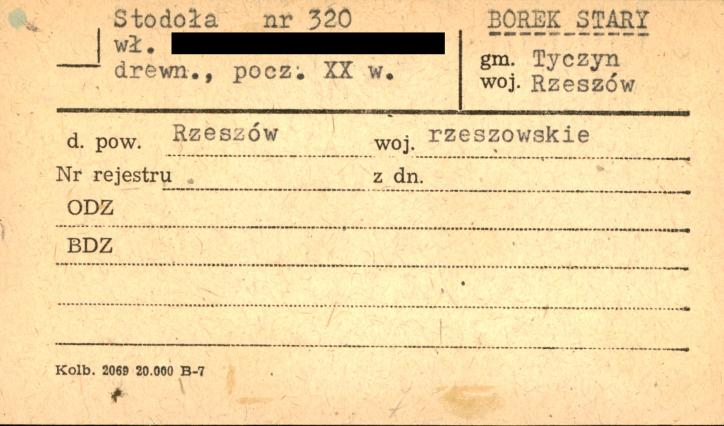 Stodoła nr 320
wł.
drewn., pocz. XX w.
BOREK STARY
gm. Tyczyn
woj. Rzeszów
d. pow. Rzeszów woj. rzeszowskie
Nr rejestru z dn.
ODZ
BDZ
Kolb. 2069 20.000 B-7